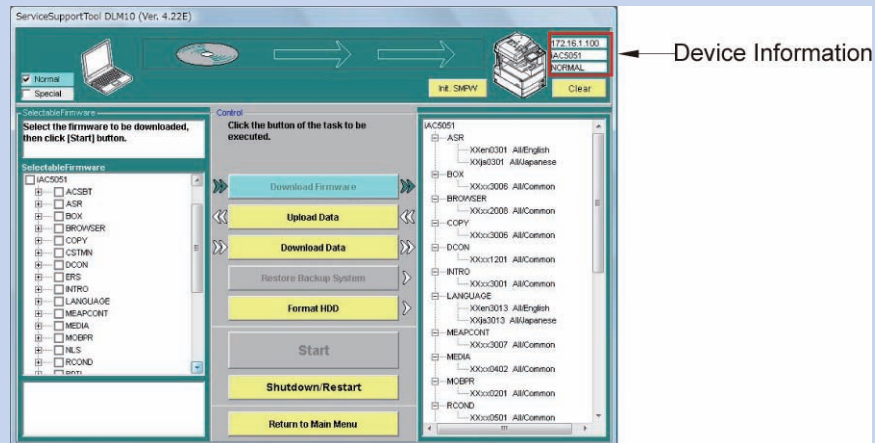 ServiceSupportTool DLM10 (Ver. 4.22E)
172.16.1.100
iAC5051
NORMAL
Device Information
Normal
Special
Init. SMPW
Clear
SelectableFirmware
Select the firmware to be downloaded,
then click [Start] button.
SelectableFirmware
iAC5051
ACSBT
ASR
BOX
BROWSER
COPY
CSTMN
DCON
ERS
INTRO
LANGUAGE
MEAPCONT
MEDIA
MOBPR
NLS
RCOND
Control
Click the button of the task to be
executed.
Download Firmware
Upload Data
Download Data
Restore Backup System
Format HDD
Start
Shutdown/Restart
Return to Main Menu
iAC5051
ASR
XXen0301 All/English
XXja0301 All/Japanese
BOX
XXxx3006 All/Common
BROWSER
XXxx2008 All/Common
COPY
XXxx3006 All/Common
DCON
XXxx1201 All/Common
INTRO
XXxx3001 All/Common
LANGUAGE
XXen3013 All/English
XXja3013 All/Japanese
MEAPCONT
XXxx3007 All/Common
MEDIA
XXxx0402 All/Common
MOBPR
XXxx0201 All/Common
RCOND
XXxx0501 All/Common